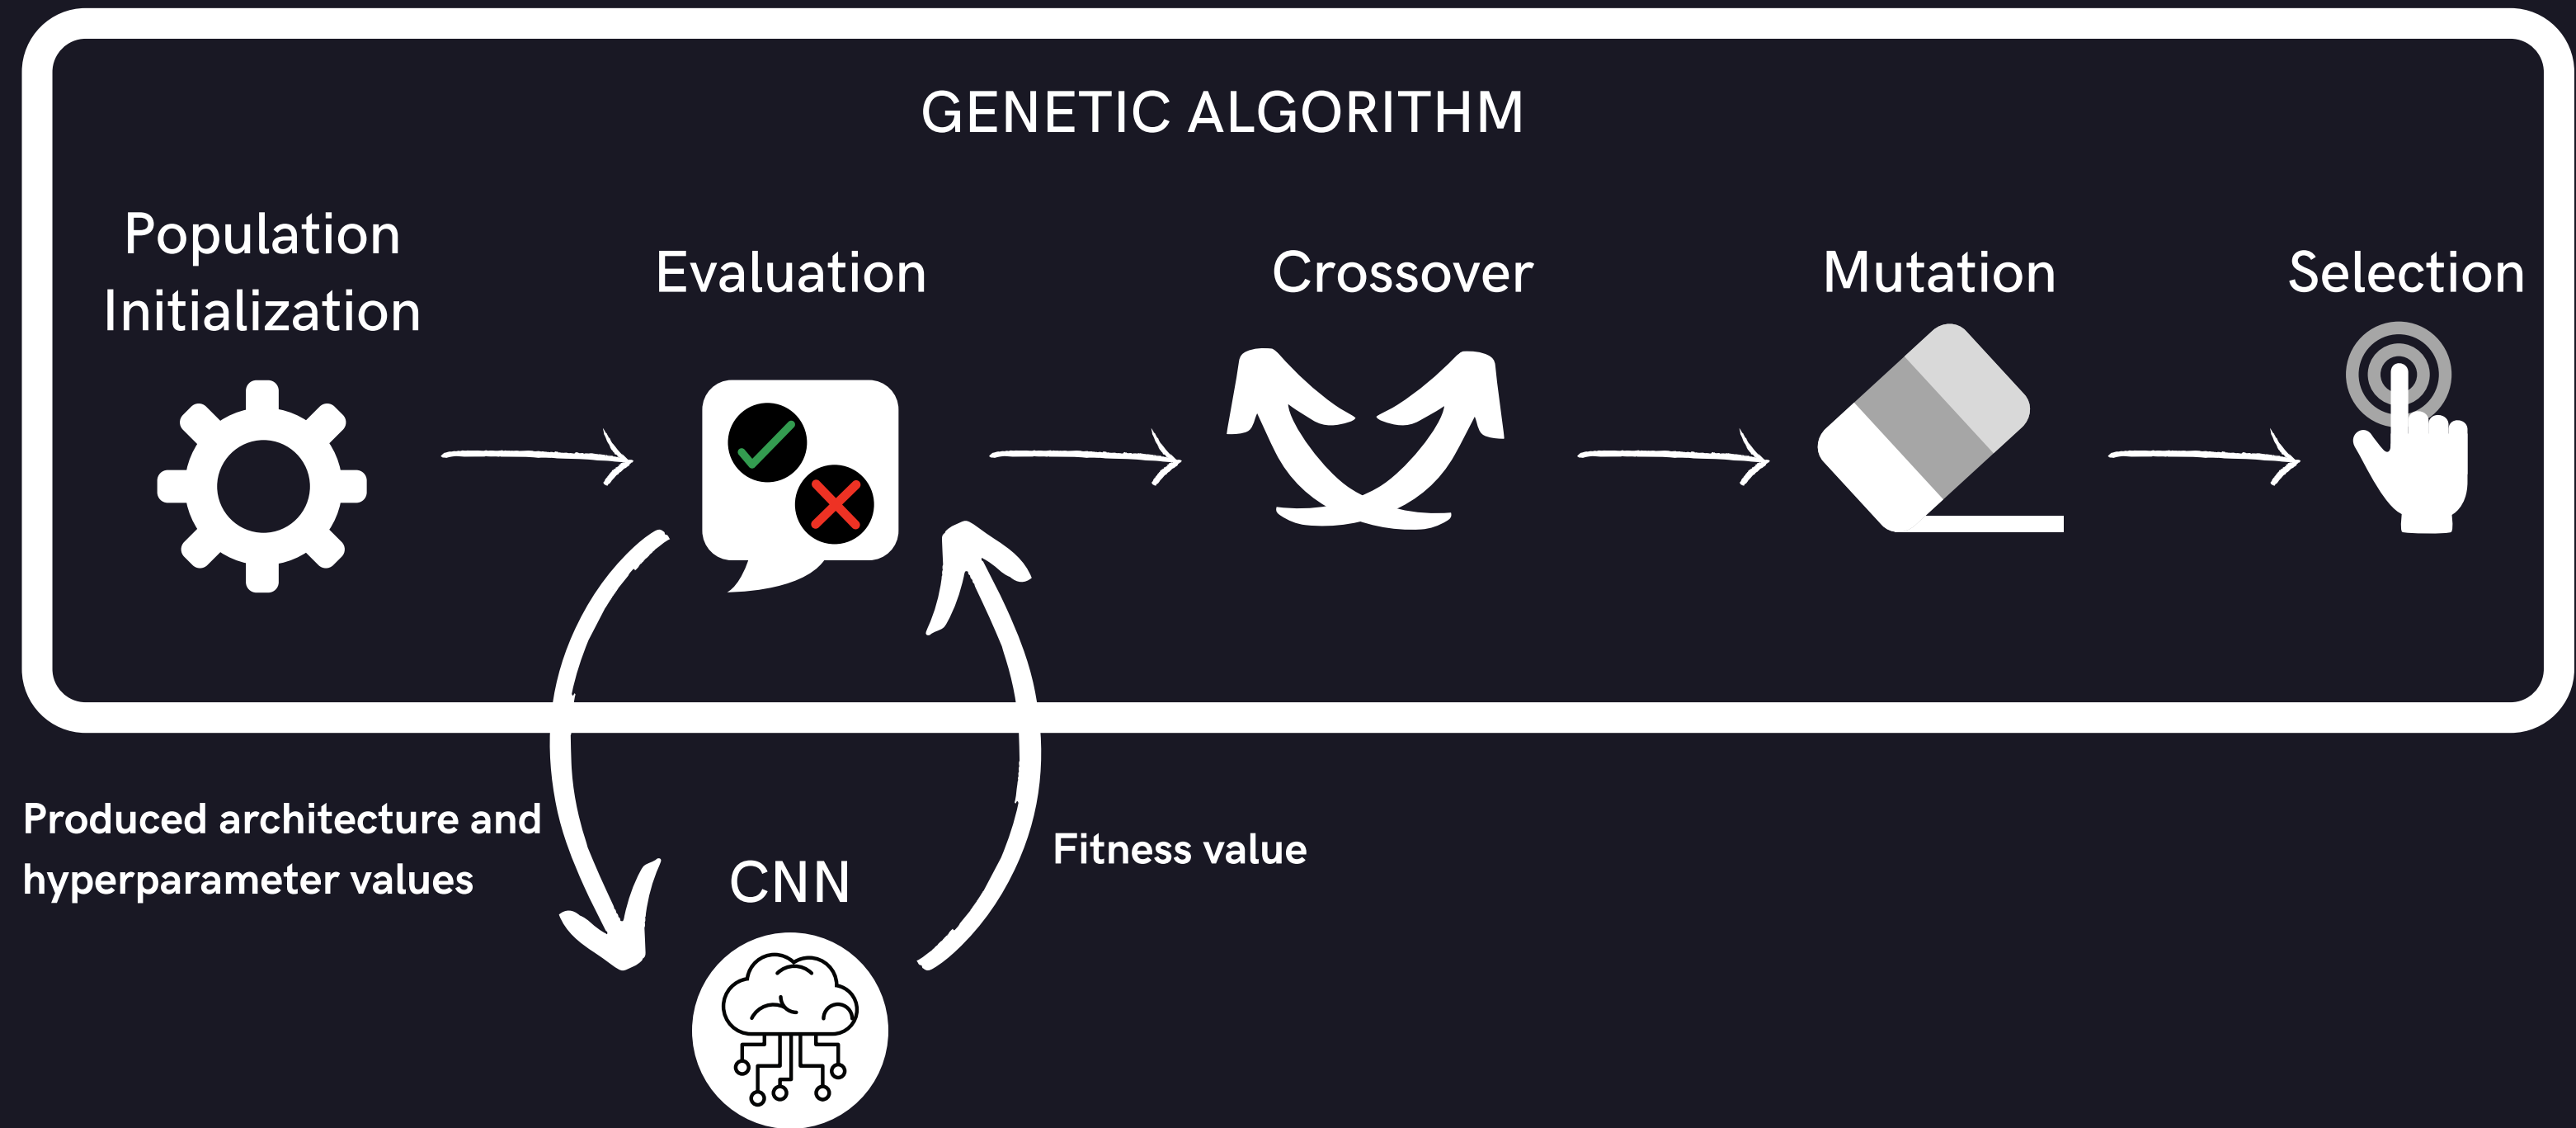 GENETIC ALGORITHM
Population
Initialization
Evaluation
Crossover
Mutation
Selection
Produced architecture and
hyperparameter values
Fitness value
CNN